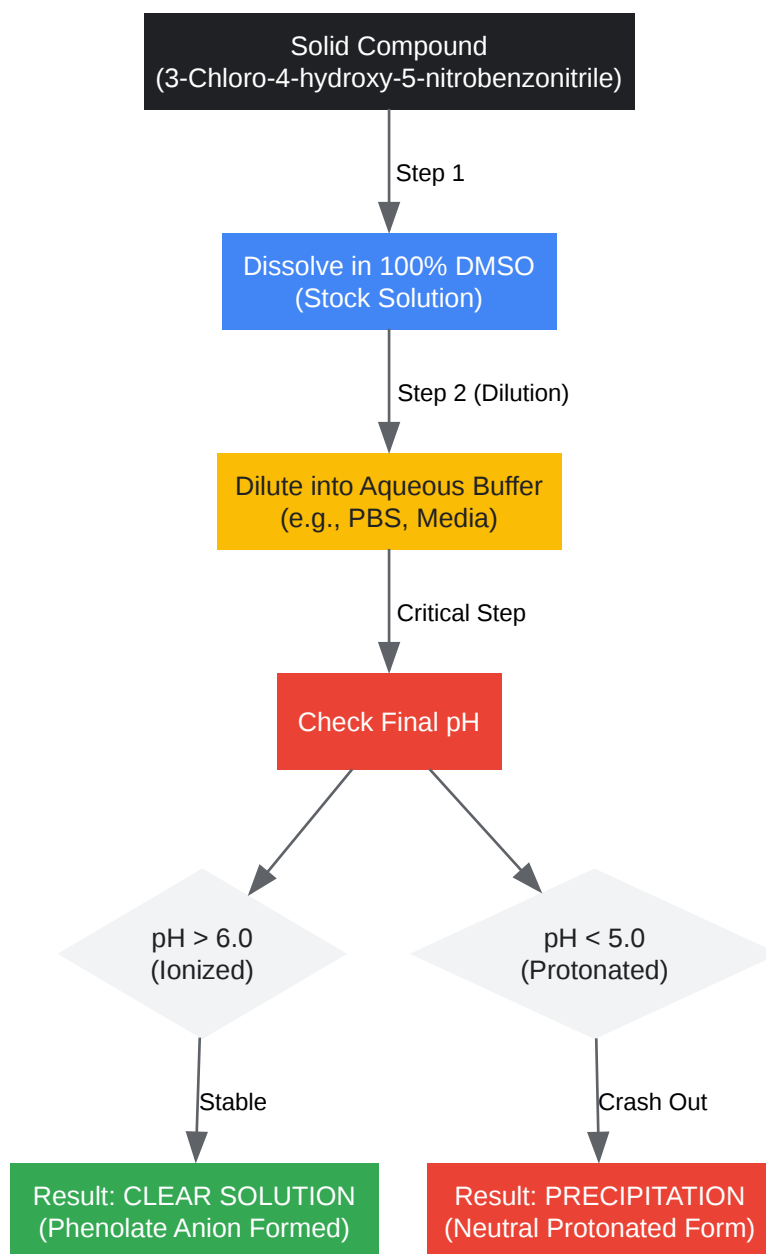 Solid Compound
(3-Chloro-4-hydroxy-5-nitrobenzonitrile)
Step 1
Dissolve in 100% DMSO
(Stock Solution)
Step 2 (Dilution)
Dilute into Aqueous Buffer
(e.g., PBS, Media)
Critical Step
Check Final pH
pH > 6.0
(Ionized)
pH < 5.0
(Protonated)
Stable
Crash Out
Result: CLEAR SOLUTION
(Phenolate Anion Formed)
Result: PRECIPITATION
(Neutral Protonated Form)